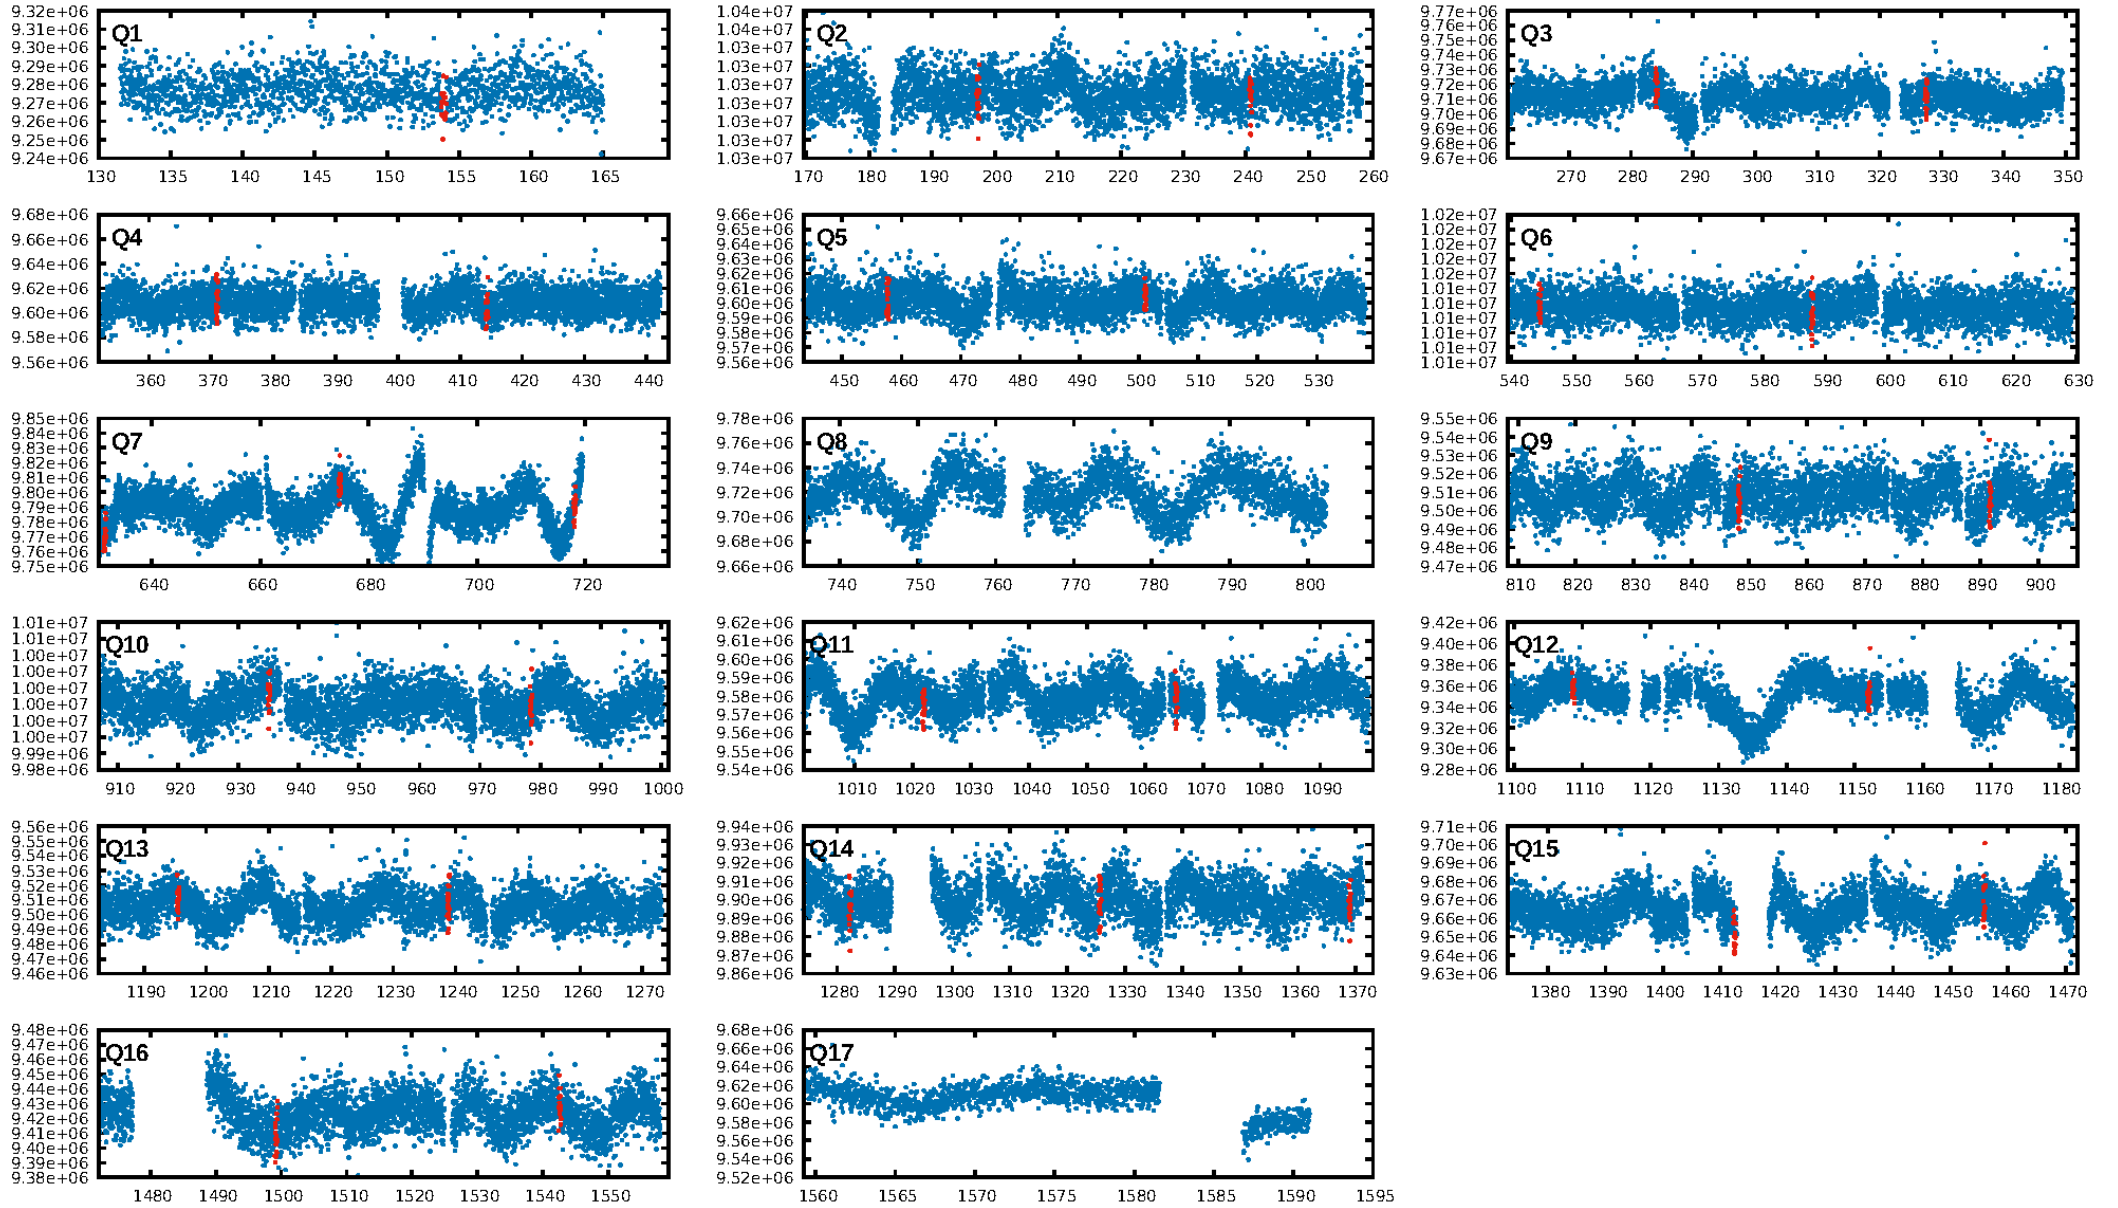 9.32e+06
9.31e+06
9.30e+06
9.29e+06
9.28e+06
9.27e+06
9.26e+06
9.25e+06
9.24e+06
Q1
130 135 140 145 150 155 160 165
1.04e+07
1.04e+07
1.03e+07
1.03e+07
1.03e+07
1.03e+07
1.03e+07
1.03e+07
1.03e+07
Q2
170 180 190 200 210 220 230 240 250 260
9.77e+06
9.76e+06
9.75e+06
9.74e+06
9.73e+06
9.72e+06
9.71e+06
9.70e+06
9.69e+06
9.68e+06
9.67e+06
Q3
270 280 290 300 310 320 330 340 350
9.68e+06
9.66e+06
9.64e+06
9.62e+06
9.60e+06
9.58e+06
9.56e+06
Q4
360 370 380 390 400 410 420 430 440
9.66e+06
9.65e+06
9.64e+06
9.63e+06
9.62e+06
9.61e+06
9.60e+06
9.59e+06
9.58e+06
9.57e+06
9.56e+06
Q5
450 460 470 480 490 500 510 520 530
1.02e+07
1.02e+07
1.02e+07
1.02e+07
1.02e+07
1.01e+07
1.01e+07
1.01e+07
1.01e+07
1.01e+07
1.01e+07
Q6
540 550 560 570 580 590 600 610 620 630
9.85e+06
9.84e+06
9.83e+06
9.82e+06
9.81e+06
9.80e+06
9.79e+06
9.78e+06
9.77e+06
9.76e+06
9.75e+06
Q7
640 660 680 700 720
9.78e+06
9.76e+06
9.74e+06
9.72e+06
9.70e+06
9.68e+06
9.66e+06
Q8
740 750 760 770 780 790 800
9.55e+06
9.54e+06
9.53e+06
9.52e+06
9.51e+06
9.50e+06
9.49e+06
9.48e+06
9.47e+06
Q9
810 820 830 840 850 860 870 880 890 900
1.01e+07
1.01e+07
1.00e+07
1.00e+07
1.00e+07
1.00e+07
1.00e+07
1.00e+07
9.99e+06
9.98e+06
Q10
910 920 930 940 950 960 970 980 990 1000
9.62e+06
9.61e+06
9.60e+06
9.59e+06
9.58e+06
9.57e+06
9.56e+06
9.55e+06
9.54e+06
Q11
1010 1020 1030 1040 1050 1060 1070 1080 1090
9.42e+06
9.40e+06
9.38e+06
9.36e+06
9.34e+06
9.32e+06
9.30e+06
9.28e+06
Q12
1100 1110 1120 1130 1140 1150 1160 1170 1180
9.56e+06
9.55e+06
9.54e+06
9.53e+06
9.52e+06
9.51e+06
9.50e+06
9.49e+06
9.48e+06
9.47e+06
9.46e+06
Q13
1190 1200 1210 1220 1230 1240 1250 1260 1270
9.94e+06
9.93e+06
9.92e+06
9.91e+06
9.90e+06
9.89e+06
9.88e+06
9.87e+06
9.86e+06
Q14
1280 1290 1300 1310 1320 1330 1340 1350 1360 1370
9.71e+06
9.70e+06
9.69e+06
9.68e+06
9.67e+06
9.66e+06
9.65e+06
9.64e+06
9.63e+06
Q15
1380 1390 1400 1410 1420 1430 1440 1450 1460 1470
9.48e+06
9.47e+06
9.46e+06
9.45e+06
9.44e+06
9.43e+06
9.42e+06
9.41e+06
9.40e+06
9.39e+06
9.38e+06
Q16
1480 1490 1500 1510 1520 1530 1540 1550
9.68e+06
9.66e+06
9.64e+06
9.62e+06
9.60e+06
9.58e+06
9.56e+06
9.54e+06
9.52e+06
Q17
1560 1565 1570 1575 1580 1585 1590 1595